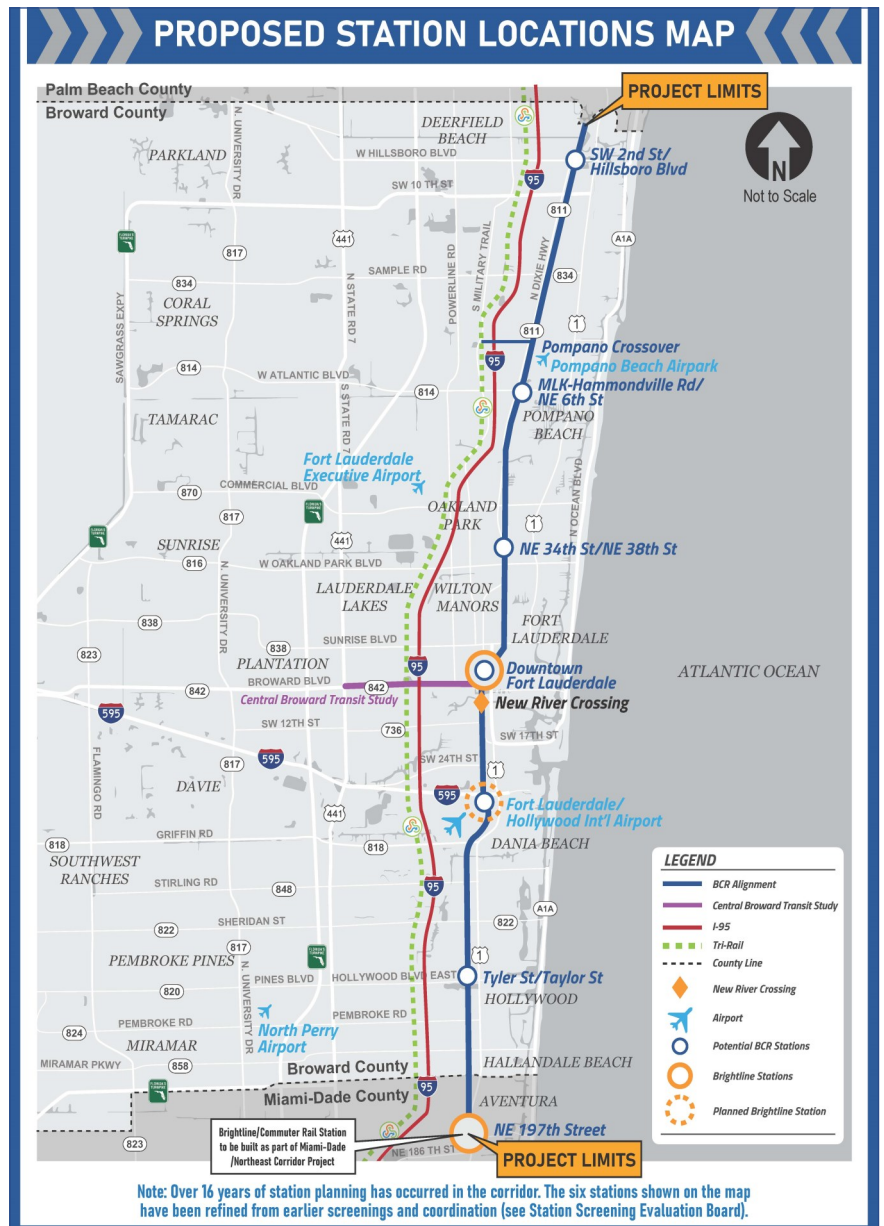 PROPOSED STATION LOCATIONS MAP
Palm Beach County
Broward County
PROJECT LIMITS
N
Not to Scale
DEERFIELD
BEACH
PARKLAND
N. UNIVERSITY DR
W HILLSBORO BLVD
SW 2nd St/
Hillsboro Blvd
SW 10 TH ST
95
811
441
817
A1A
S MILITARY TRAIL
POWERLINE RD
N DIXIE HWY
SAMPLE RD
834
834
CORAL
SPRINGS
N STATE RD 7
SAWGRASS EXPY
1
811
Pompano Crossover
95
Pompano Beach Airpark
814
W ATLANTIC BLVD
814
MLK-Hammondville Rd/
NE 6th St
S STATE RD 7
TAMARAC
POMPANO
BEACH
Fort Lauderdale
Executive Airport
COMMERCIAL BLVD
870
N OCEAN BLVD
817
OAKLAND
PARK
1
441
SUNRISE
NE 34th St/NE 38th St
816
W OAKLAND PARK BLVD
N. UNIVERSITY DR
LAUDERDALE
LAKES
WILTON
MANORS
838
FORT
LAUDERDALE
SUNRISE BLVD
838
823
PLANTATION
95
Downtown
Fort Lauderdale
ATLANTIC OCEAN
BROWARD BLVD
842
842
Central Broward Transit Study
New River Crossing
595
SW 12TH ST
736
SW 17TH ST
595
SW 24TH ST
817
1
FLAMINGO RD
DAVIE
595
Fort Lauderdale/
Hollywood Int'l Airport
441
GRIFFIN RD
818
818
DANIA BEACH
SOUTHWEST
RANCHES
STIRLING RD
848
95
A1A
SHERIDAN ST
822
822
817
1
PEMBROKE PINES
PINES BLVD
HOLLYWOOD BLVD EAST
Tyler St/Taylor St
820
N. UNIVERSITY DR
HOLLYWOOD
PEMBROKE RD
PEMBROKE RD
824
North Perry
Airport
MIRAMAR
MIRAMAR PKWY
858
Broward County
HALLANDALE BEACH
Miami-Dade County
95
AVENTURA
823
NE 197th Street
NE 186 TH ST
PROJECT LIMITS
Brightline/Commuter Rail Station
to be built as part of Miami-Dade
/Northeast Corridor Project
LEGEND
BCR Alignment
Central Broward Transit Study
I-95
Tri-Rail
County Line
New River Crossing
Airport
Potential BCR Stations
Brightline Stations
Planned Brightline Station
Note: Over 16 years of station planning has occurred in the corridor. The six stations shown on the map
have been refined from earlier screenings and coordination (see Station Screening Evaluation Board).